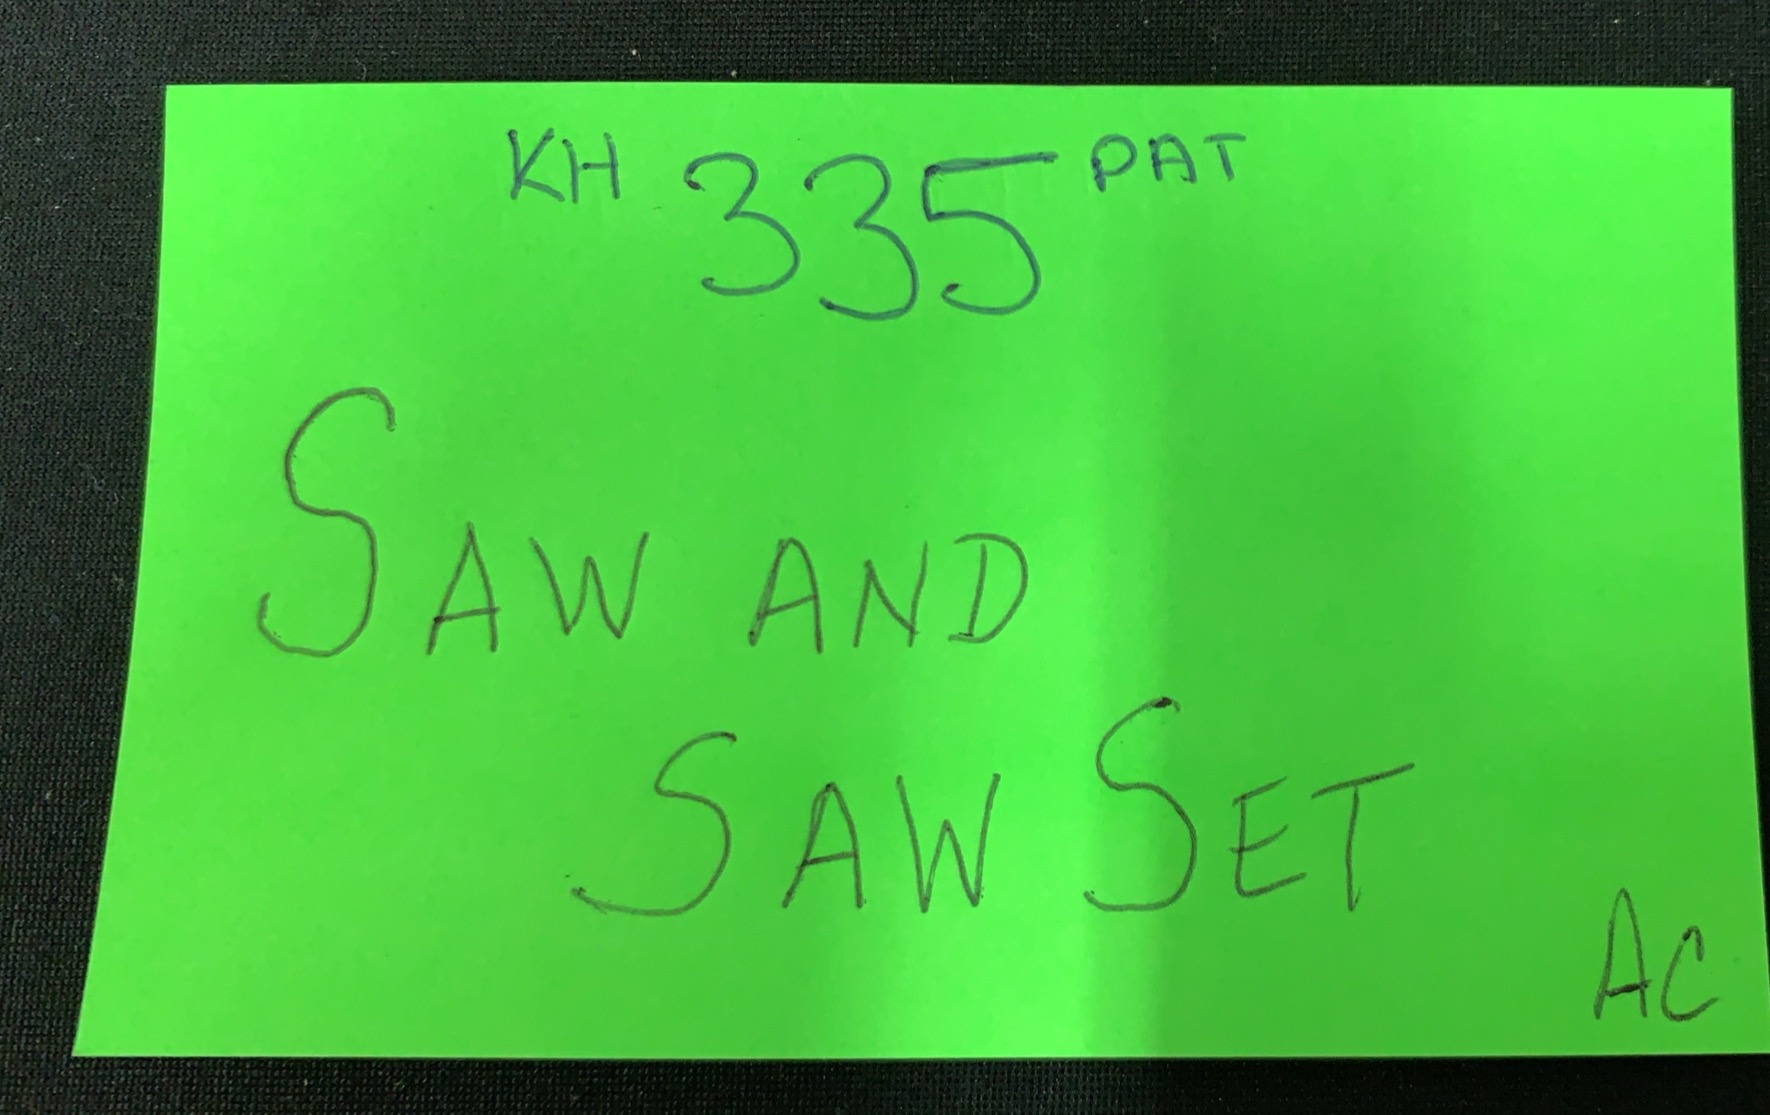 KH 335 PAT
SAW AND
SAW SET
AC